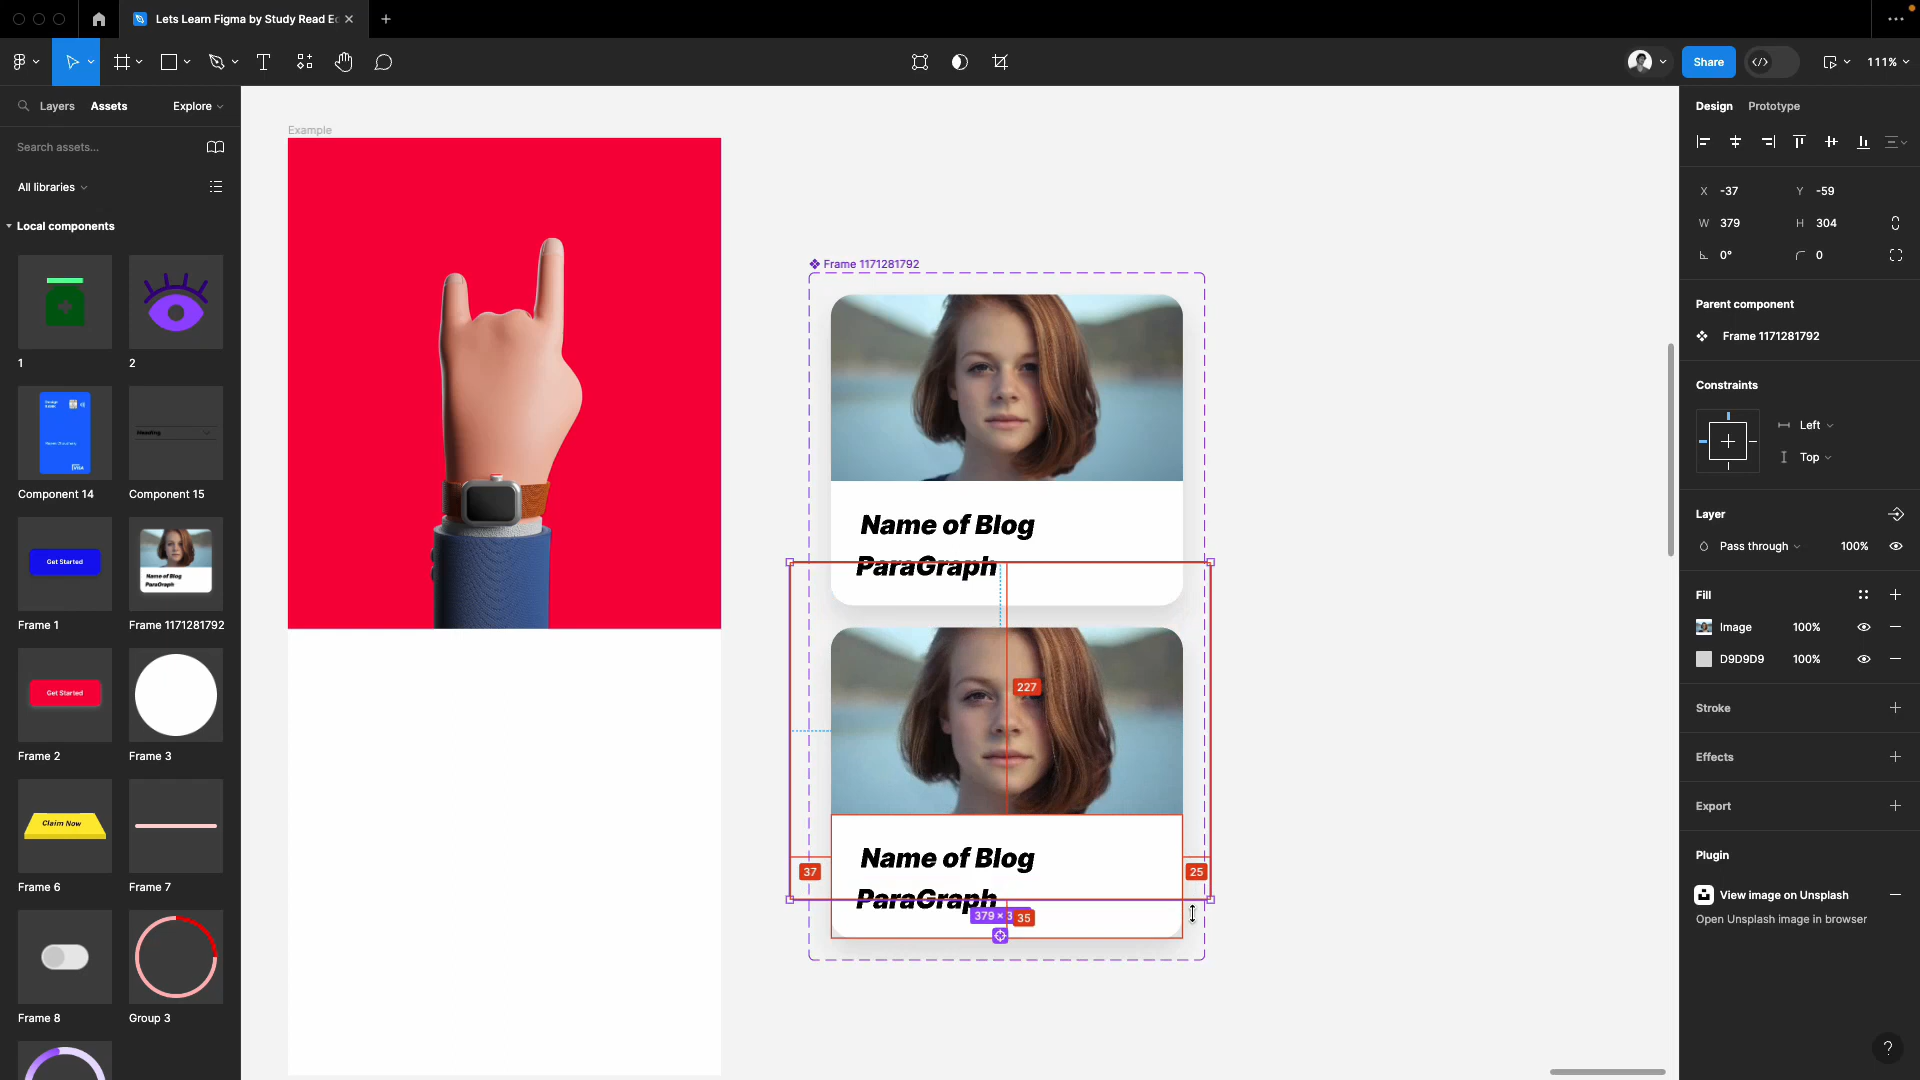 Lets Learn Figma by Study Read Ec
Share
111%
Layers
Assets
Explore
Search assets...
All libraries
Local components
1
2
Heading
Component 14
Component 15
Get Started
Name of Blog
ParaGraph
Frame 1
Frame 1171281792
Get Started
Frame 2
Frame 3
Claim Now
Frame 6
Frame 7
Frame 8
Group 3
Example
Frame 1171281792
Name of Blog
ParaGraph
227
Name of Blog
37
25
ParaGraph
379 × 3
35
Design
Prototype
X
-37
Y
-59
W
379
H
304
0°
0
Parent component
Frame 1171281792
Constraints
Left
Top
Layer
Pass through
100%
Fill
Image
100%
D9D9D9
100%
Stroke
Effects
Export
Plugin
View image on Unsplash
Open Unsplash image in browser
?